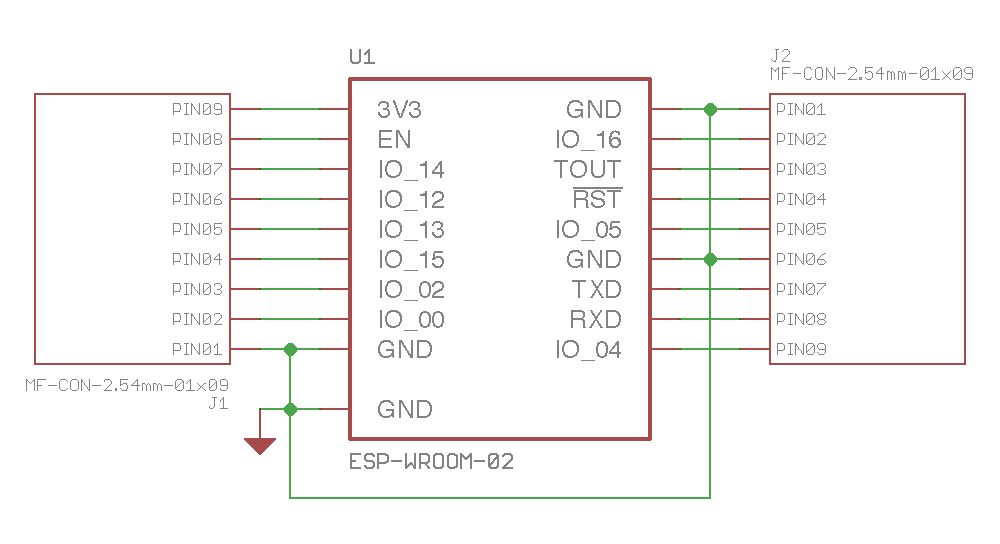 U1
J2
MF-CON-2.54mm-01x09
PIN09 3V3 GND PIN01
PIN08 EN IO_16 PIN02
PIN07 IO_14 TOUT PIN03
PIN06 IO_12 RST PIN04
PIN05 IO_13 IO_05 PIN05
PIN04 IO_15 GND PIN06
PIN03 IO_02 TXD PIN07
PIN02 IO_00 RXD PIN08
PIN01 GND IO_04 PIN09
MF-CON-2.54mm-01x09
J1
GND
ESP-WROOM-02